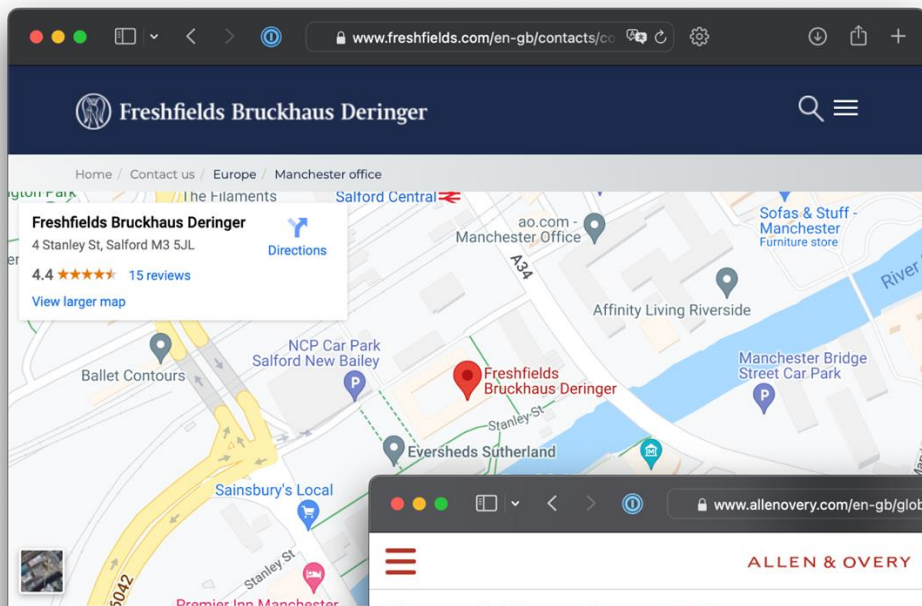 www.freshfields.com/en-gb/contacts/co
Freshfields Bruckhaus Deringer
Home / Contact us / Europe / Manchester office
The Filaments
Salford Central
Freshfields Bruckhaus Deringer
4 Stanley St, Salford M3 5JL
Directions
4.4
15 reviews
View larger map
ao.com -
Manchester Office
Sofas & Stuff -
Manchester
Furniture store
A34
River
Affinity Living Riverside
NCP Car Park
Salford New Bailey
P
Ballet Contours
Freshfields
Bruckhaus Deringer
Manchester Bridge
Street Car Park
P
Stanley St
Eversheds Sutherland
Sainsbury's Local
Stanley St
6042
Premier Inn Manchester
www.allenovery.com/en-gb/glob
ALLEN & OVERY